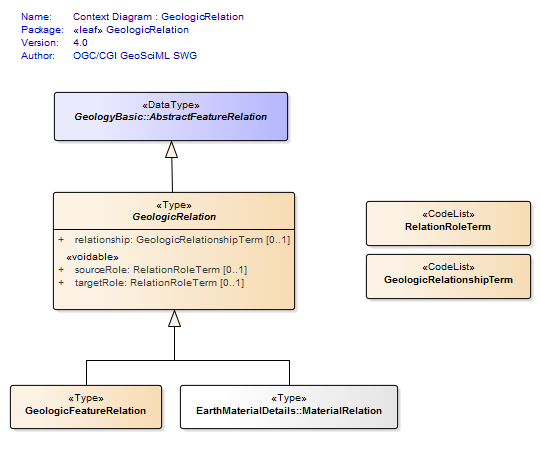 Name: Context Diagram : GeologicRelation
Package: «leaf» GeologicRelation
Version: 4.0
Author: OGC/CGI GeoSciML SWG
«DataType»
GeologyBasic::AbstractFeatureRelation
«Type»
GeologicRelation
+ relationship: GeologicRelationshipTerm [0..1]
«voidable»
+ sourceRole: RelationRoleTerm [0..1]
+ targetRole: RelationRoleTerm [0..1]
«CodeList»
RelationRoleTerm
«CodeList»
GeologicRelationshipTerm
«Type»
GeologicFeatureRelation
«Type»
EarthMaterialDetails::MaterialRelation